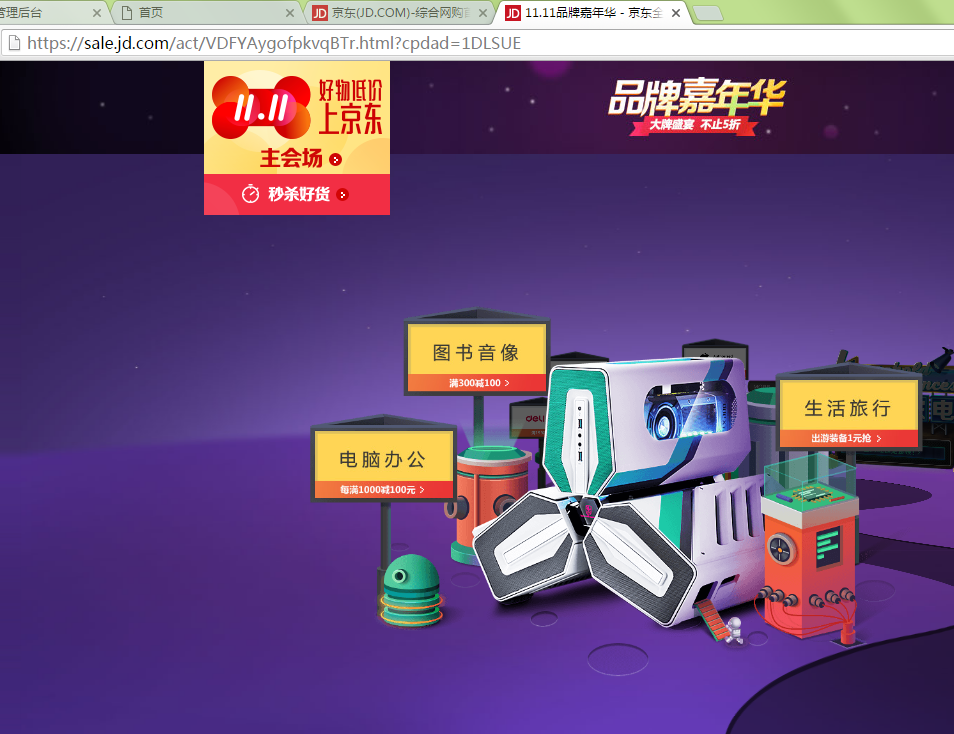 管理后台
首页
JD 京东(JD.COM)-综合网购
JD 11.11品牌嘉年华 - 京东全
https://sale.jd.com/act/VDFYAygofpkvqBTr.html?cpdad=1DLSUE
11.11
好物低价
上京东
主会场
秒杀好货
品牌嘉年华
大牌盛宴 不止5折
图书音像
满300减100 >
deli
生活旅行
出游装备1元抢 >
电
电脑办公
每满1000减100元 >